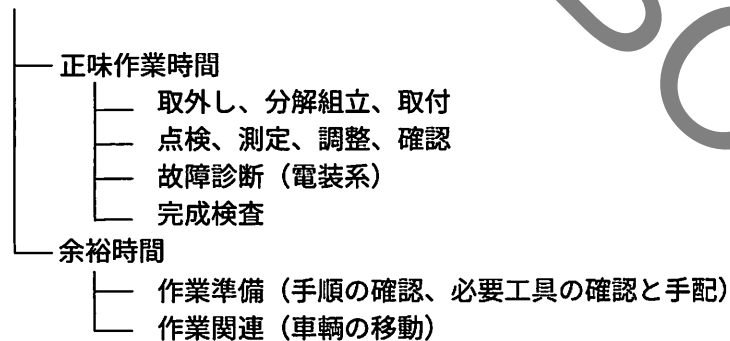 正味作業時間
取外し、分解組立、取付
点検、測定、調整、確認
故障診断（電装系）
完成検査
余裕時間
作業準備（手順の確認、必要工具の確認と手配）
作業関連（車輌の移動）